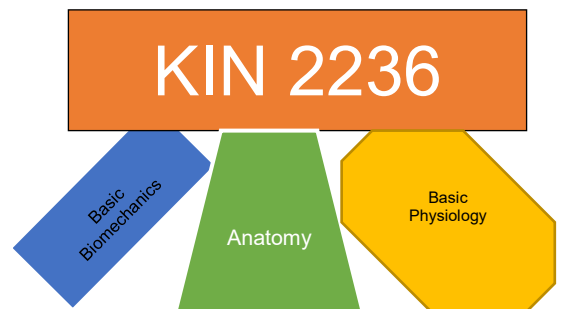 KIN 2236
Basic
Biomechanics
Anatomy
Basic
Physiology